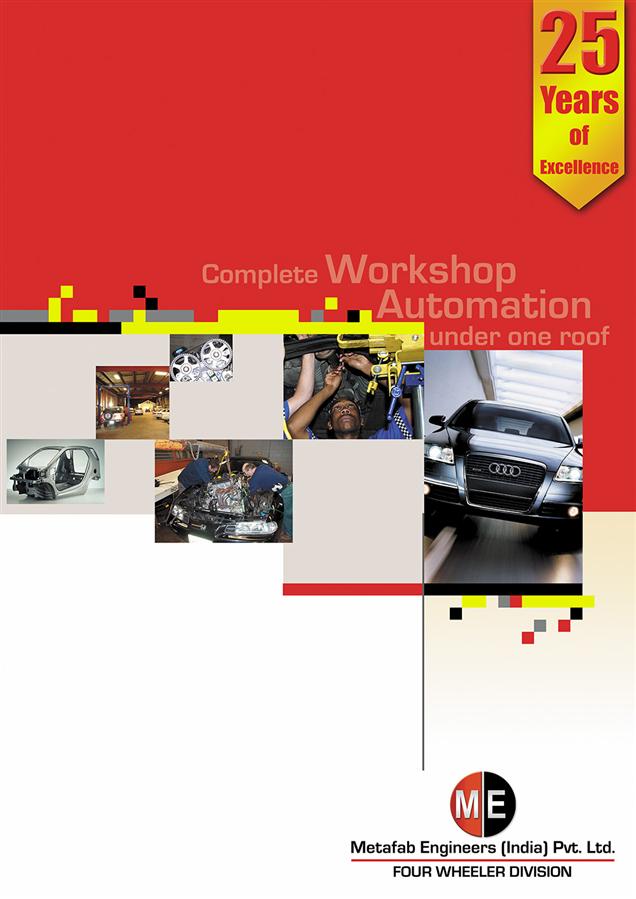 25
Years
of
Excellence
Complete Workshop
Automation
under one roof
ME
Metafab Engineers (India) Pvt. Ltd.
FOUR WHEELER DIVISION